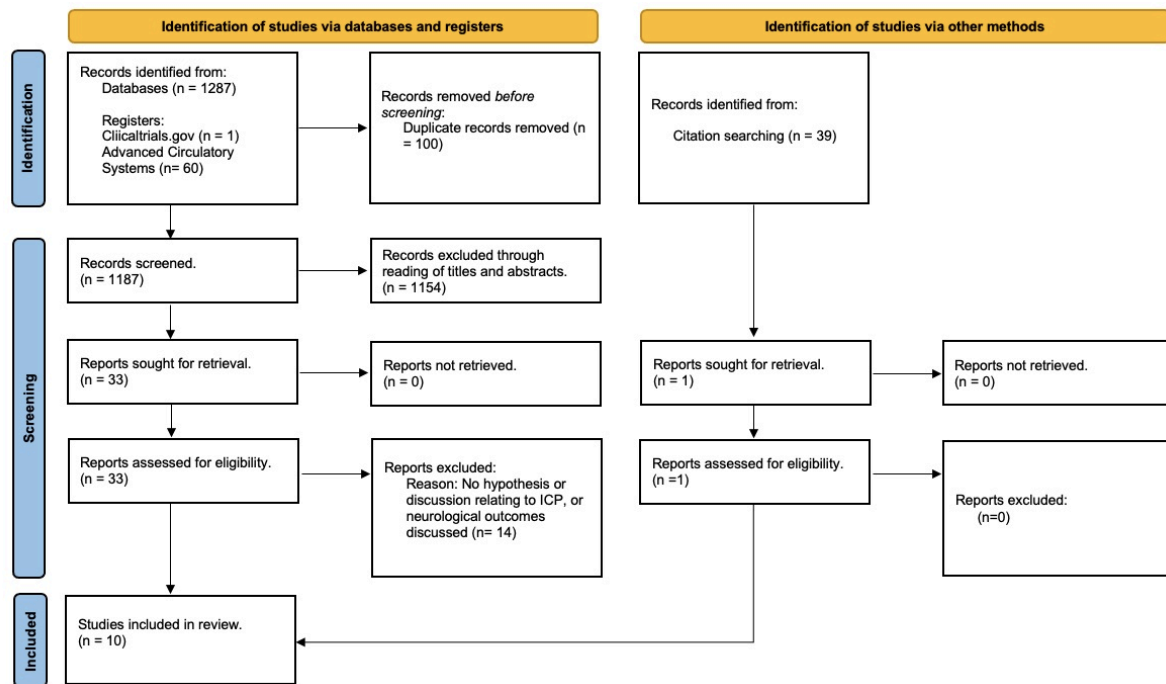 Identification of studies via databases and registers
Identification of studies via other methods
Identification
Records identified from:
Databases (n = 1287)
Registers:
Cliicaltrials.gov (n = 1)
Advanced Circulatory
Systems (n= 60)
Records removed before
screening:
Duplicate records removed (n
= 100)
Records identified from:
Citation searching (n = 39)
Screening
Records screened.
(n = 1187)
Records excluded through
reading of titles and abstracts.
(n = 1154)
Reports sought for retrieval.
(n = 33)
Reports not retrieved.
(n = 0)
Reports sought for retrieval.
(n = 1)
Reports not retrieved.
(n = 0)
Reports assessed for eligibility.
(n = 33)
Reports excluded:
Reason: No hypothesis or
discussion relating to ICP, or
neurological outcomes
discussed (n= 14)
Reports assessed for eligibility.
(n =1)
Reports excluded:
(n=0)
Included
Studies included in review.
(n = 10)